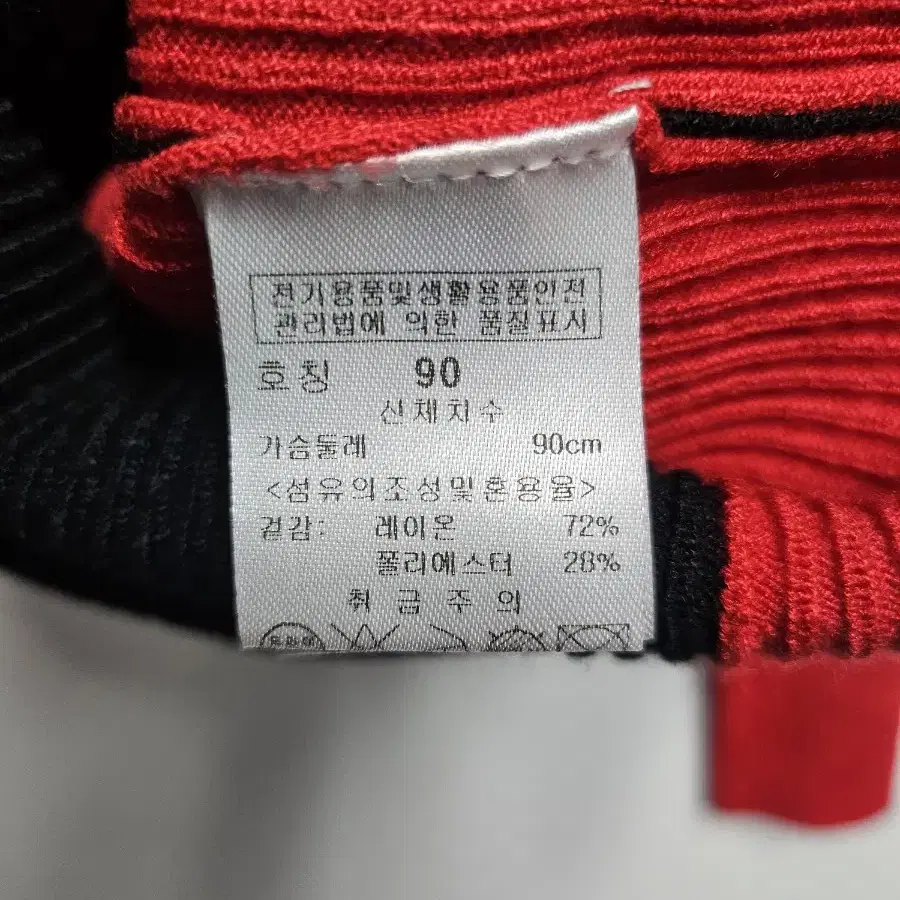 전기용품및생활용품안전
관리법에 의한 품질표시
호칭 90
신체치수
가슴둘레 90cm
<섬유의조성및혼용율>
겉감: 레이온 72%
폴리에스터 28%
취급주의